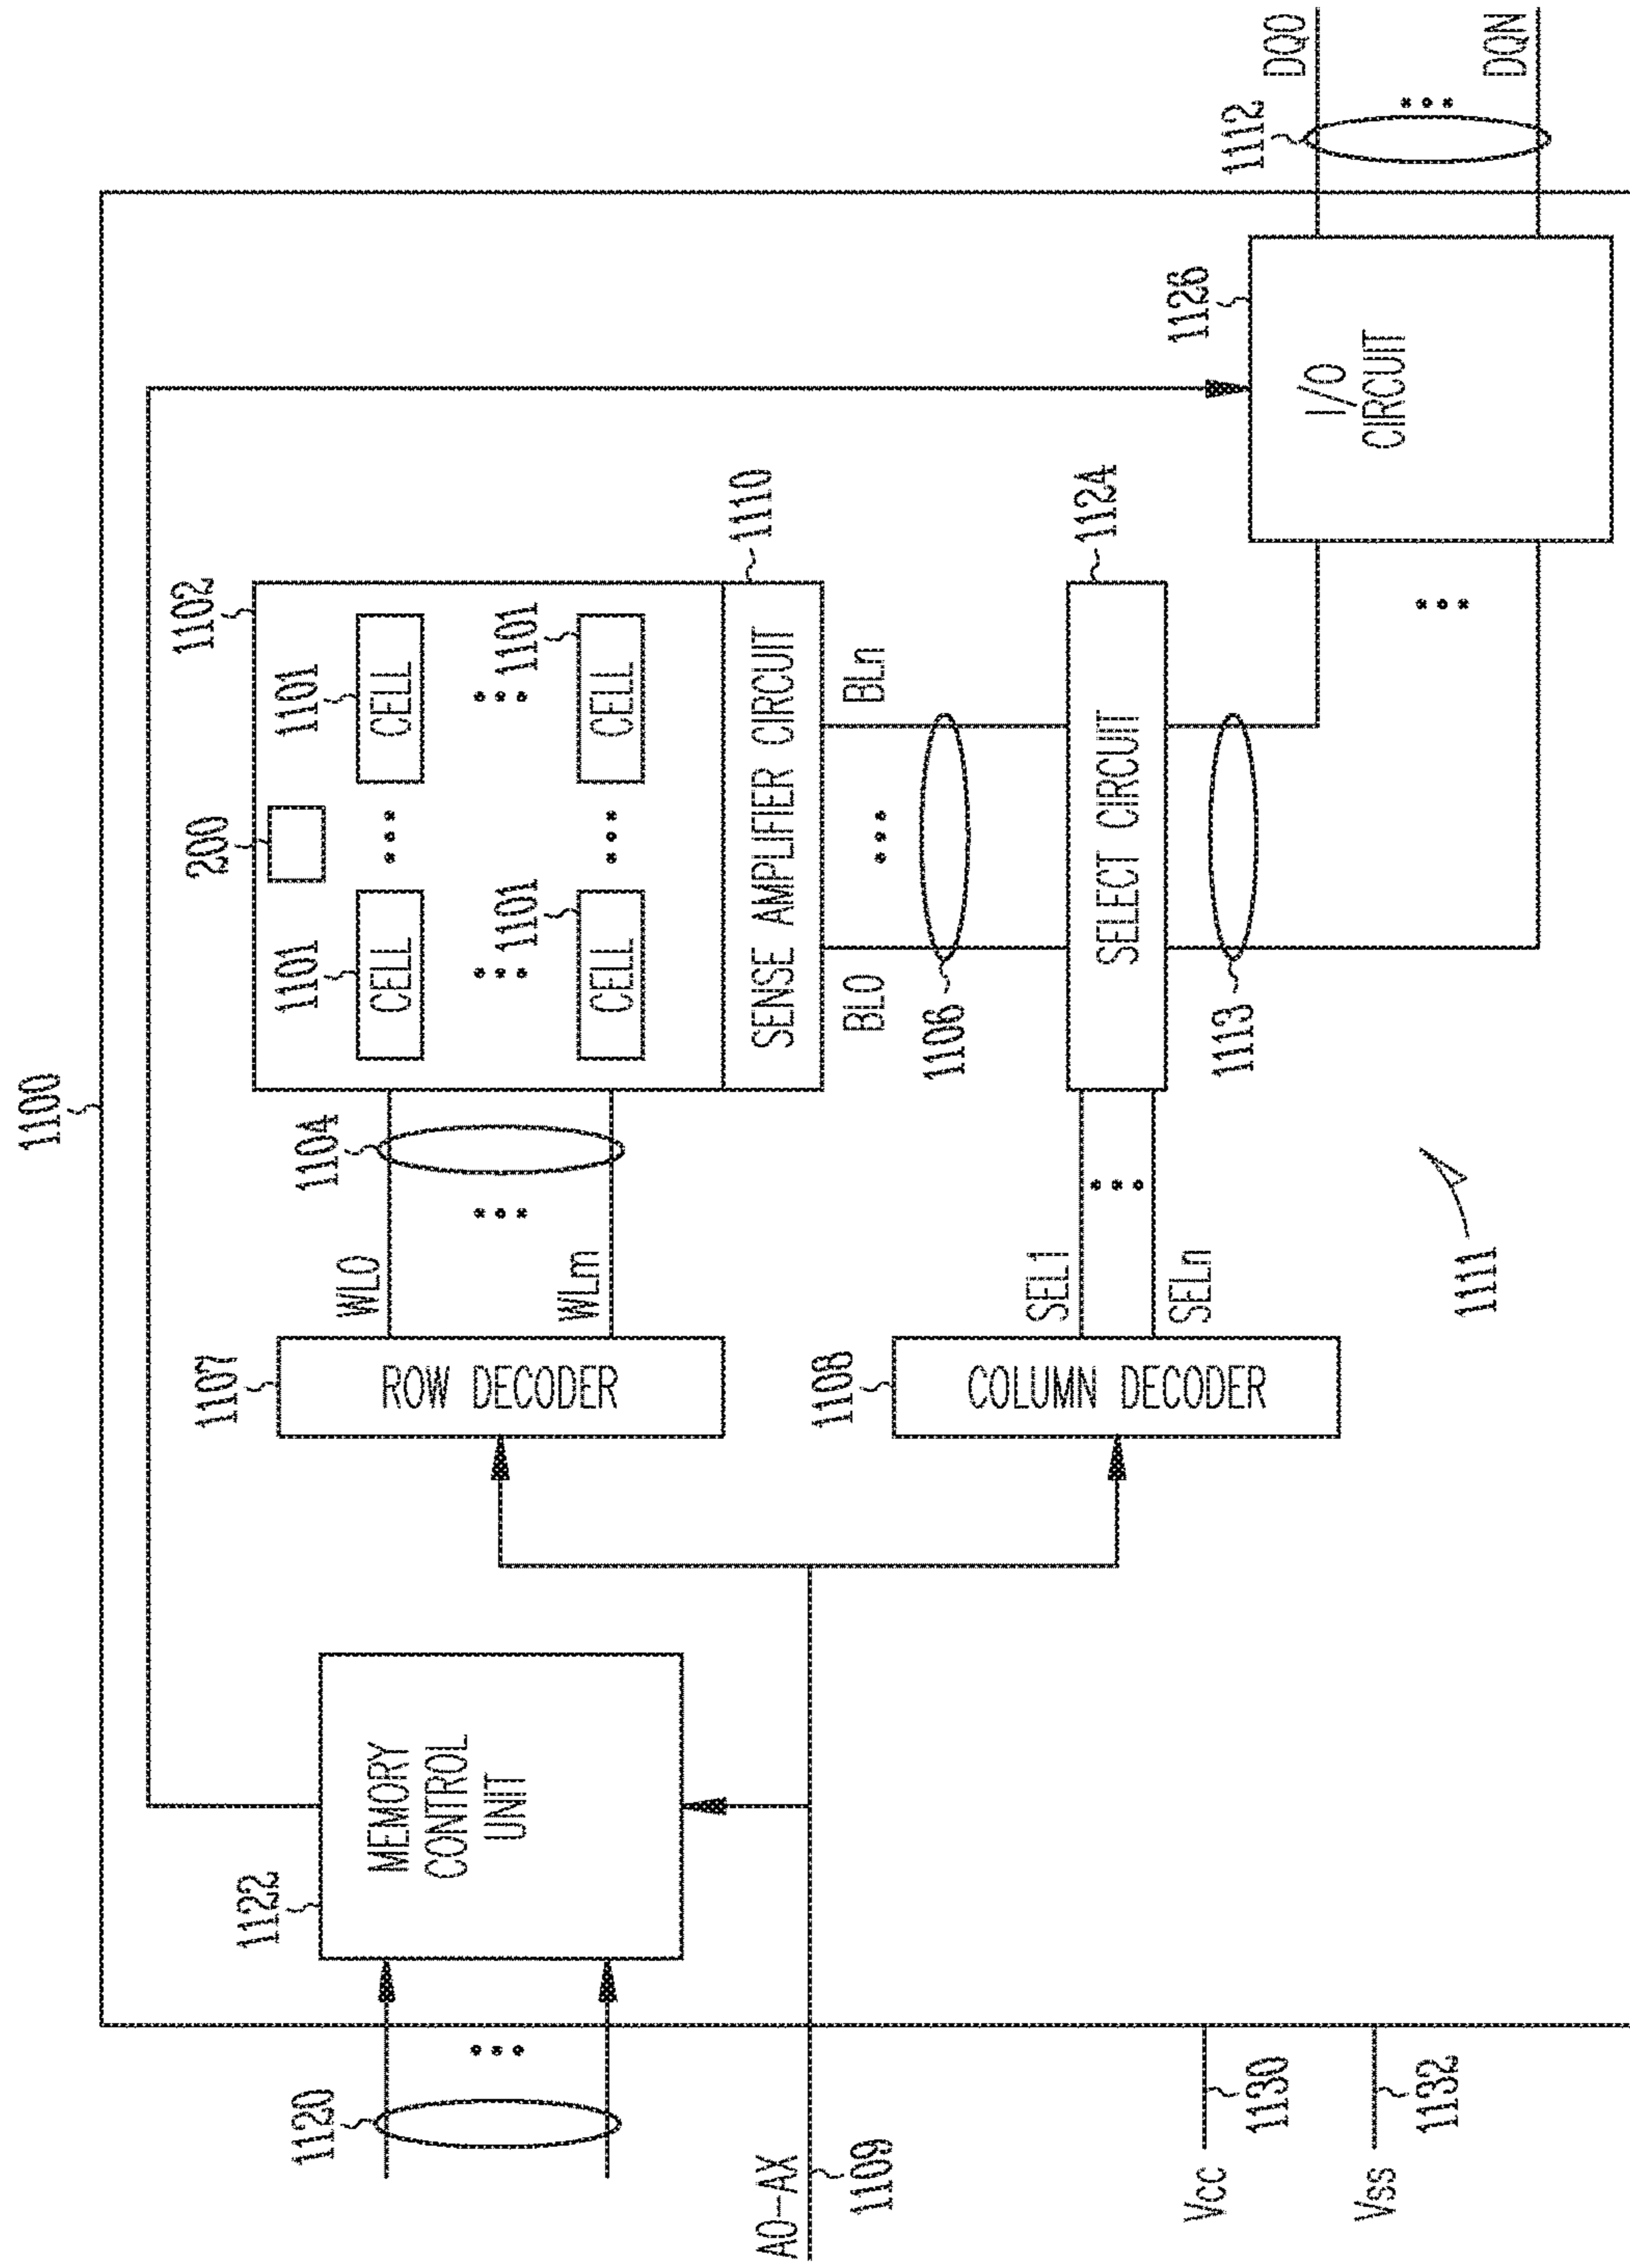 1100
1120
1122
MEMORY
CONTROL
UNIT
A0–AX
1109
1107
ROW DECODER
WL0
WLm
1104
1102
200
1101
CELL
1101
CELL
1101
CELL
1101
CELL
SENSE AMPLIFIER CIRCUIT
1110
BL0
BLn
1106
1108
COLUMN DECODER
SEL1
SELn
SELECT CIRCUIT
1124
1113
1126
I/O
CIRCUIT
1112
DQ0
DQN
Vcc
1130
Vss
1132
1111